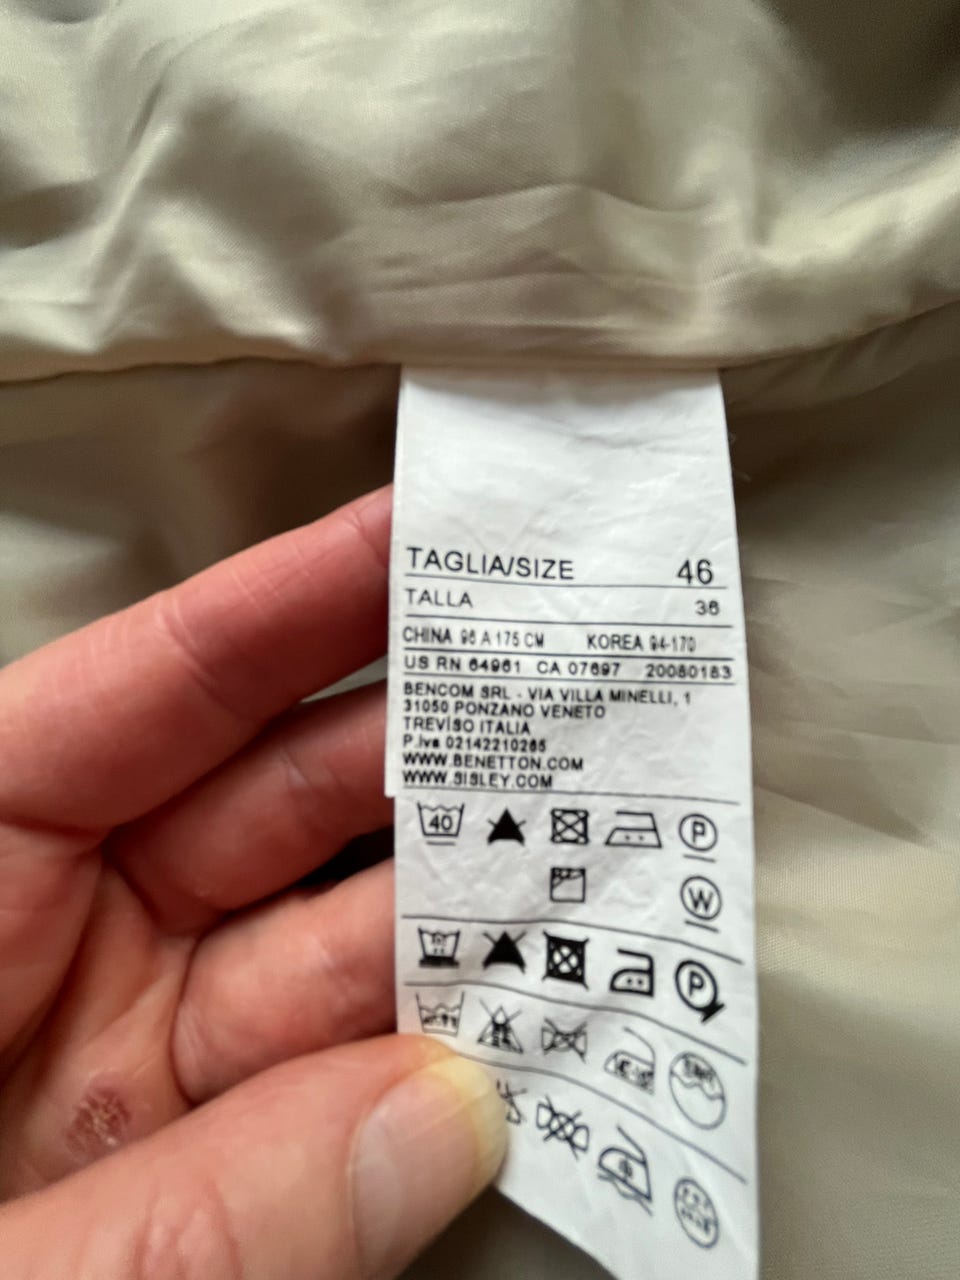 TAGLIA/SIZE 46
TALLA 36
CHINA 96 A 175 CM KOREA 94-170
US RN 64961 CA 07697 20080183
BENCOM SRL - VIA VILLA MINELLI, 1
31050 PONZANO VENETO
TREVISO ITALIA
P.Iva 02142210265
WWW.BENETTON.COM
WWW.SISLEY.COM
40 P
W
P